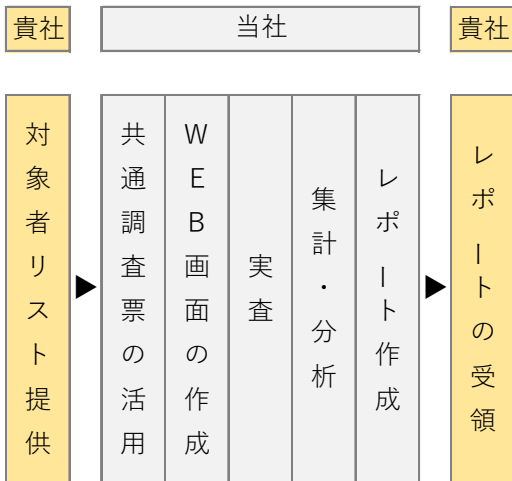 貴社
当社
貴社
対象者リスト提供
▶
共通調査票の活用
WEB画面の作成
実査
集計・分析
レポート作成
▶
レポートの受領